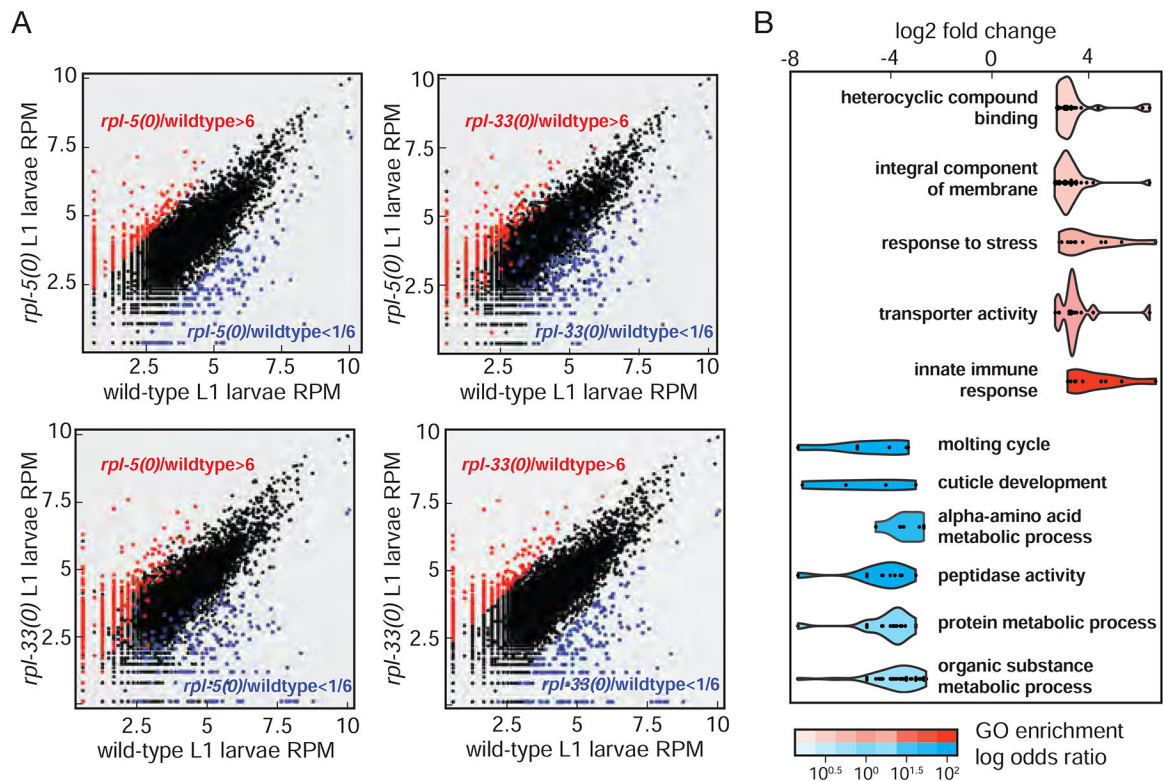 A
10
7.5
5
2.5
rpl-5(0) L1 larvae RPM
rpl-5(0)/wildtype>6
rpl-5(0)/wildtype<1/6
2.5 5 7.5 10
wild-type L1 larvae RPM
10
7.5
5
2.5
rpl-5(0) L1 larvae RPM
rpl-33(0)/wildtype>6
rpl-33(0)/wildtype<1/6
2.5 5 7.5 10
wild-type L1 larvae RPM
10
7.5
5
2.5
rpl-33(0) L1 larvae RPM
rpl-5(0)/wildtype>6
rpl-5(0)/wildtype<1/6
2.5 5 7.5 10
wild-type L1 larvae RPM
10
7.5
5
2.5
rpl-33(0) L1 larvae RPM
rpl-33(0)/wildtype>6
rpl-33(0)/wildtype<1/6
2.5 5 7.5 10
wild-type L1 larvae RPM
B
log2 fold change
-8 -4 0 4
heterocyclic compound
binding
integral component
of membrane
response to stress
transporter activity
innate immune
response
molting cycle
cuticle development
alpha-amino acid
metabolic process
peptidase activity
protein metabolic process
organic substance
metabolic process
GO enrichment
log odds ratio
10^0.5 10^0 10^1.5 10^2